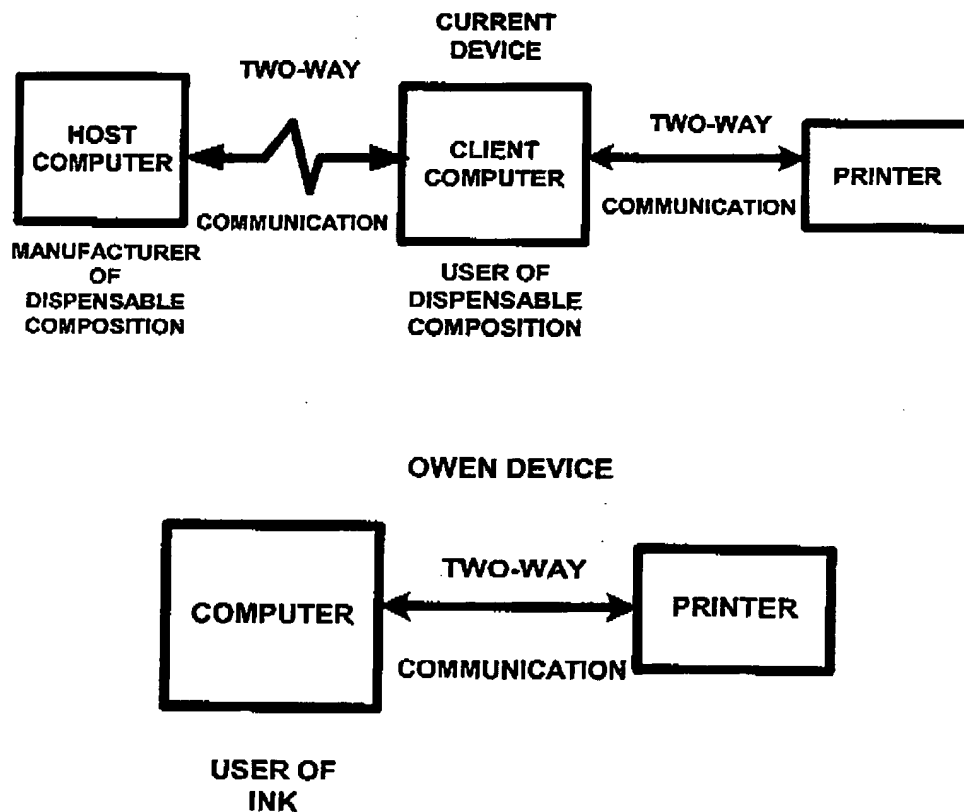 CURRENT
DEVICE
TWO-WAY
HOST
COMPUTER
COMMUNICATION
MANUFACTURER
OF
DISPENSABLE
COMPOSITION
CLIENT
COMPUTER
USER OF
DISPENSABLE
COMPOSITION
TWO-WAY
COMMUNICATION
PRINTER
OWEN DEVICE
COMPUTER
TWO-WAY
COMMUNICATION
PRINTER
USER OF
INK